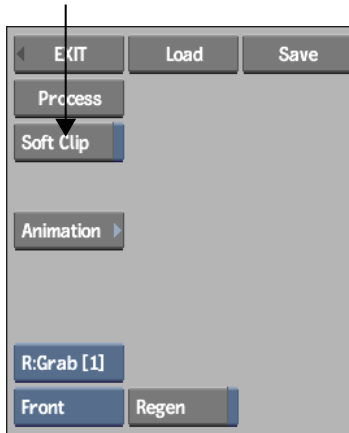 EXIT Load Save
Process
Soft Clip
Animation
R:Grab [1]
Front Regen